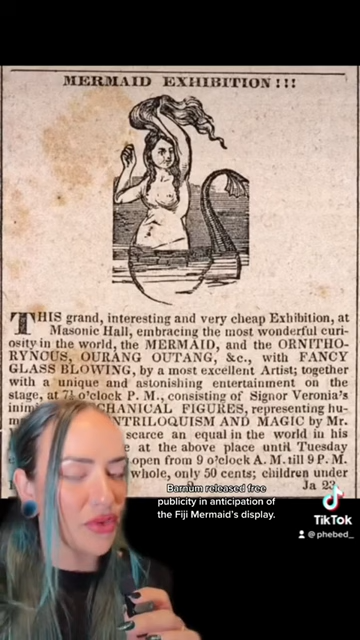 MERMAID EXHIBITION!!!
THIS grand, interesting and very cheap Exhibition, at
Masonic Hall, embracing the most wonderful curi-
osity in the world, the MERMAID, and the ORNITHO-
RYNCUS, OURANG OUTANG, &c., with FANCY
GLASS BLOWING, by a most excellent Artist; together
with a unique and astonishing entertainment on the
stage, at 7½ o'clock P. M., consisting of Signor Veronia's
CHANICAL FIGURES, representing hu-
NTRILOQUISM AND MAGIC by Mr.
scarce an equal in the world in his
at the above place until Tuesday
open from 9 o'clock A. M. till 9 P. M.
whole, only 50 cents; children under
Ja 23
Barnum released free
publicity in anticipation of
the Fiji Mermaid's display.
TikTok
@phebed_